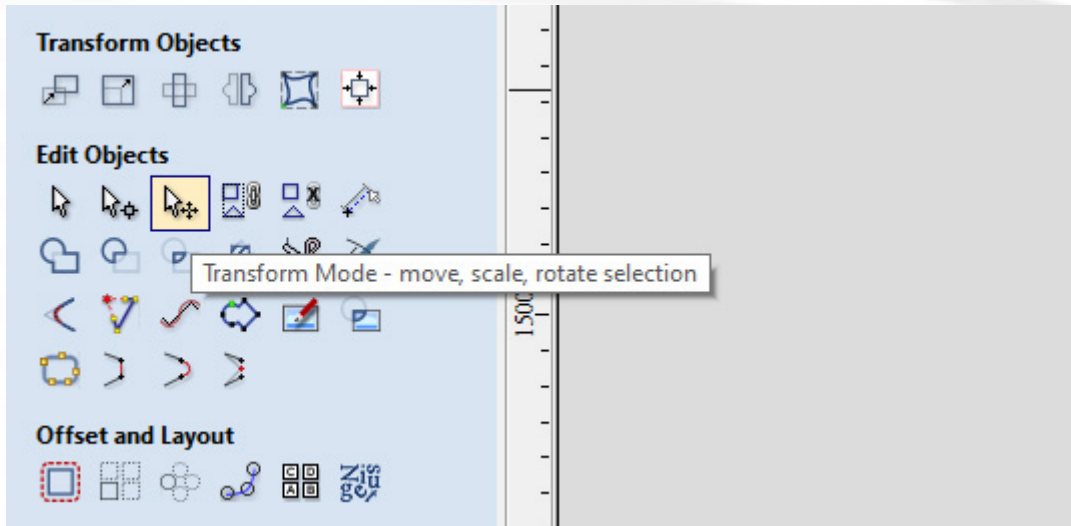 Transform Objects
Edit Objects
Transform Mode - move, scale, rotate selection
1500
Offset and Layout
C D
A B